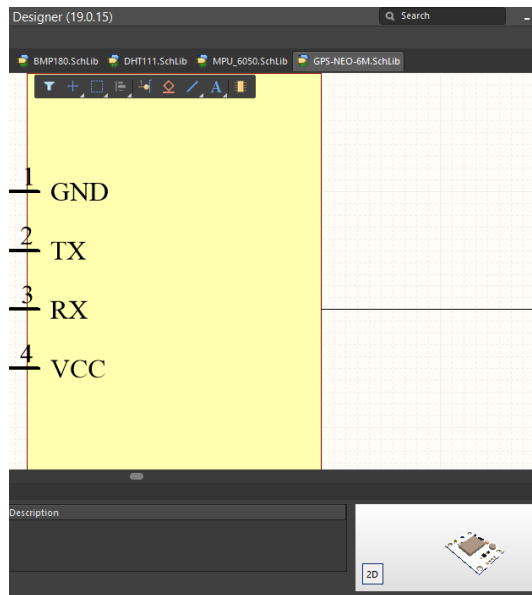 Designer (19.0.15)
Search
BMP180.SchLib DHT111.SchLib MPU_6050.SchLib GPS-NEO-6M.SchLib
A
1 GND
2 TX
3 RX
4 VCC
Description
2D